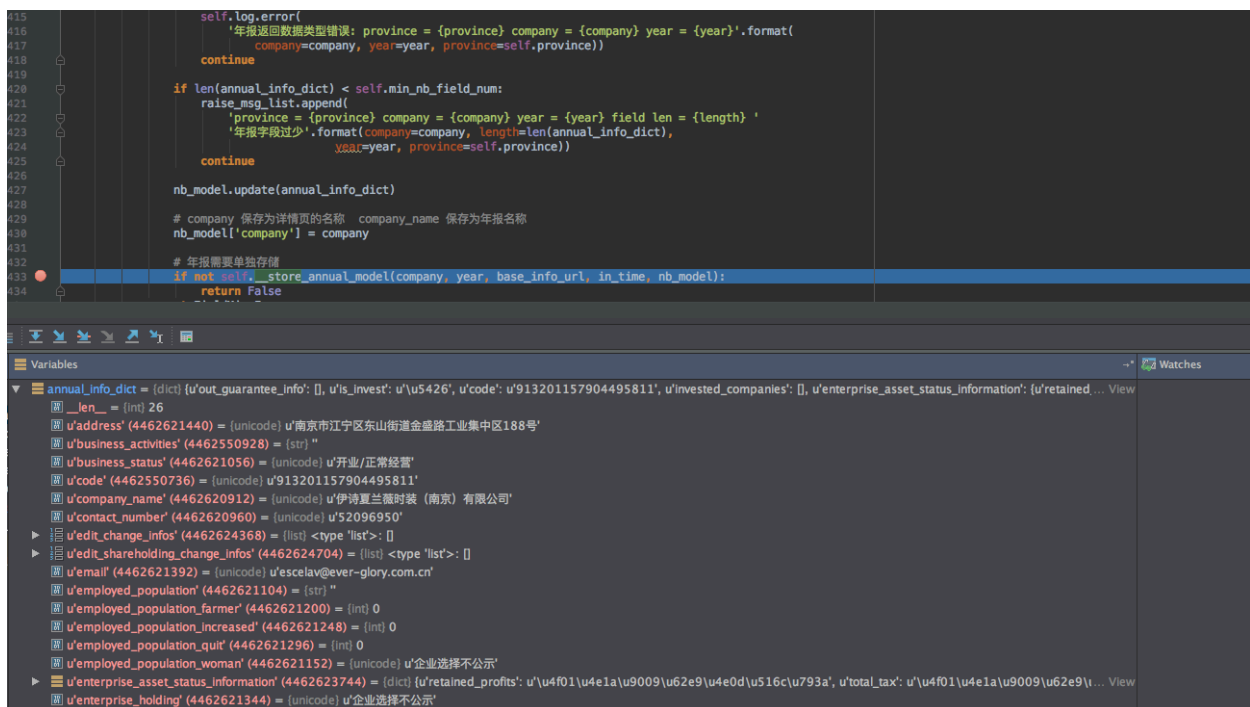 415 self.log.error(
416 '年报返回数据类型错误: province = {province} company = {company} year = {year}'.format(
417 company=company, year=year, province=self.province))
418 continue
419
420 if len(annual_info_dict) < self.min_nb_field_num:
421 raise_msg_list.append(
422 'province = {province} company = {company} year = {year} field len = {length} '
423 '年报字段过少'.format(company=company, length=len(annual_info_dict),
424 year=year, province=self.province))
425 continue
426
427 nb_model.update(annual_info_dict)
428
429 # company 保存为详情页的名称 company_name 保存为年报名称
430 nb_model['company'] = company
431
432 # 年报需要单独存储
433 if not self.__store_annual_model(company, year, base_info_url, in_time, nb_model):
434 return False
Variables
Watches
annual_info_dict = {dict} {u'out_guarantee_info': [], u'is_invest': u'\u5426', u'code': u'913201157904495811', u'invested_companies': [], u'enterprise_asset_status_information': {u'retained_... View
__len__ = {int} 26
u'address' (4462621440) = {unicode} u'南京市江宁区东山街道金盛路工业集中区188号'
u'business_activities' (4462550928) = {str} ''
u'business_status' (4462621056) = {unicode} u'开业/正常经营'
u'code' (4462550736) = {unicode} u'913201157904495811'
u'company_name' (4462620912) = {unicode} u'伊诗夏兰薇时装（南京）有限公司'
u'contact_number' (4462620960) = {unicode} u'52096950'
u'edit_change_infos' (4462624368) = {list} <type 'list'>: []
u'edit_shareholding_change_infos' (4462624704) = {list} <type 'list'>: []
u'email' (4462621392) = {unicode} u'escelav@ever-glory.com.cn'
u'employed_population' (4462621104) = {str} ''
u'employed_population_farmer' (4462621200) = {int} 0
u'employed_population_increased' (4462621248) = {int} 0
u'employed_population_quit' (4462621296) = {int} 0
u'employed_population_woman' (4462621152) = {unicode} u'企业选择不公示'
u'enterprise_asset_status_information' (4462623744) = {dict} {u'retained_profits': u'\u4f01\u4e1a\u9009\u62e9\u4e0d\u516c\u793a', u'total_tax': u'\u4f01\u4e1a\u9009\u62e9\... View
u'enterprise_holding' (4462621344) = {unicode} u'企业选择不公示'